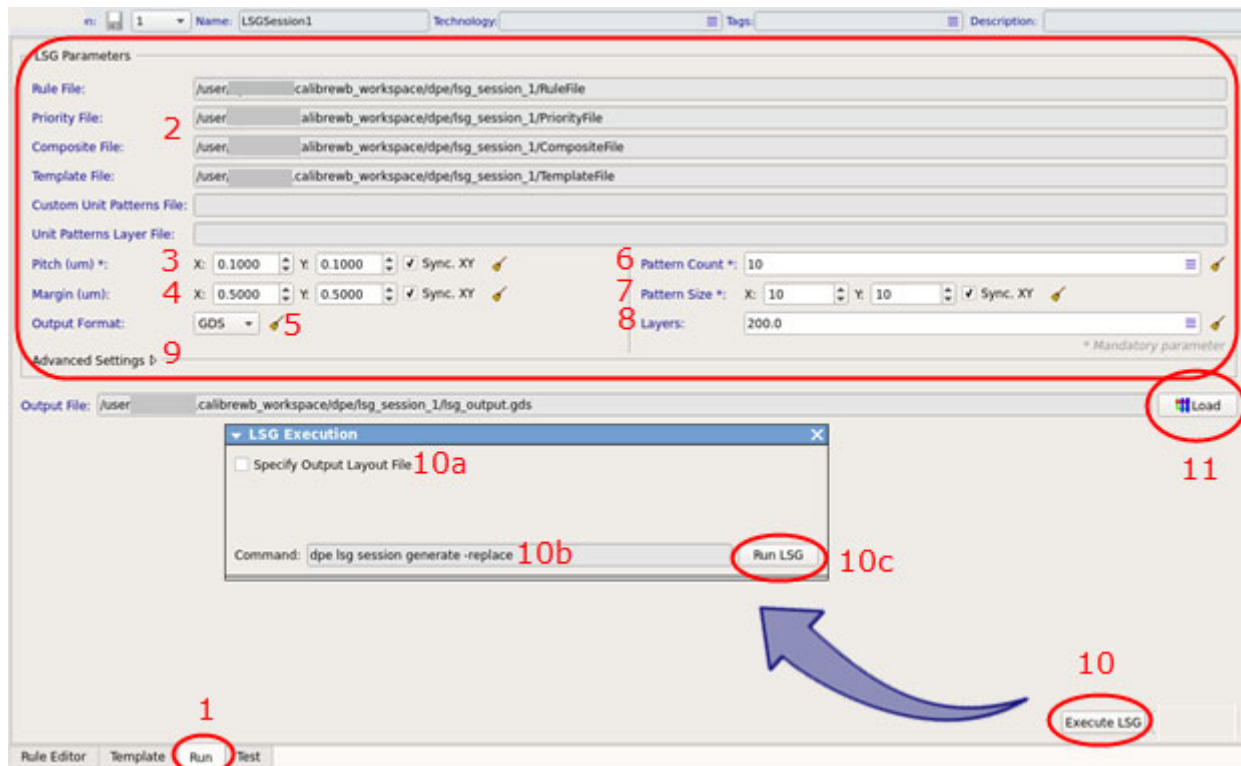 n: 1 Name: LSGSession1 Technology: Tags: Description:
LSG Parameters
Rule File: /user, calibrewb_workspace/dpe/lsg_session_1/RuleFile
Priority File: /user alibrewb_workspace/dpe/lsg_session_1/PriorityFile
2
Composite File: /user, alibrewb_workspace/dpe/lsg_session_1/CompositeFile
Template File: /user, .calibrewb_workspace/dpe/lsg_session_1/TemplateFile
Custom Unit Patterns File:
Unit Patterns Layer File:
Pitch (um) *: 3 X: 0.1000 Y: 0.1000 Sync. XY 6 Pattern Count *: 10
Margin (um): 4 X: 0.5000 Y: 0.5000 Sync. XY 7 Pattern Size *: X: 10 Y: 10 Sync. XY
Output Format: GDS 5 8 Layers: 200.0
* Mandatory parameter
Advanced Settings 9
Output File: /user .calibrewb_workspace/dpe/lsg_session_1/lsg_output.gds Load
11
LSG Execution
Specify Output Layout File 10a
Command: dpe lsg session generate -replace 10b Run LSG 10c
10
Execute LSG
1
Rule Editor Template Run Test